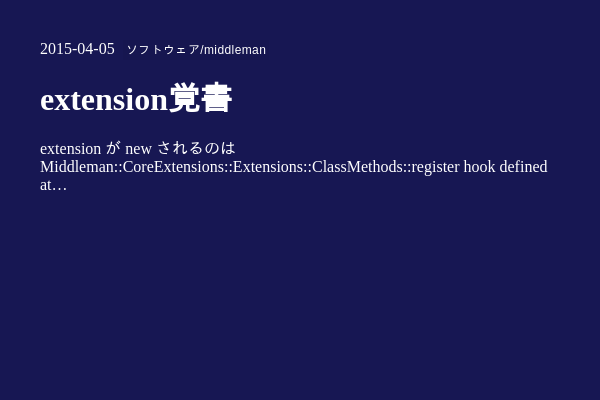 2015-04-05 ソフトウェア/middleman
extension覚書
extension が new されるのは
Middleman::CoreExtensions::Extensions::ClassMethods::register hook defined
at…